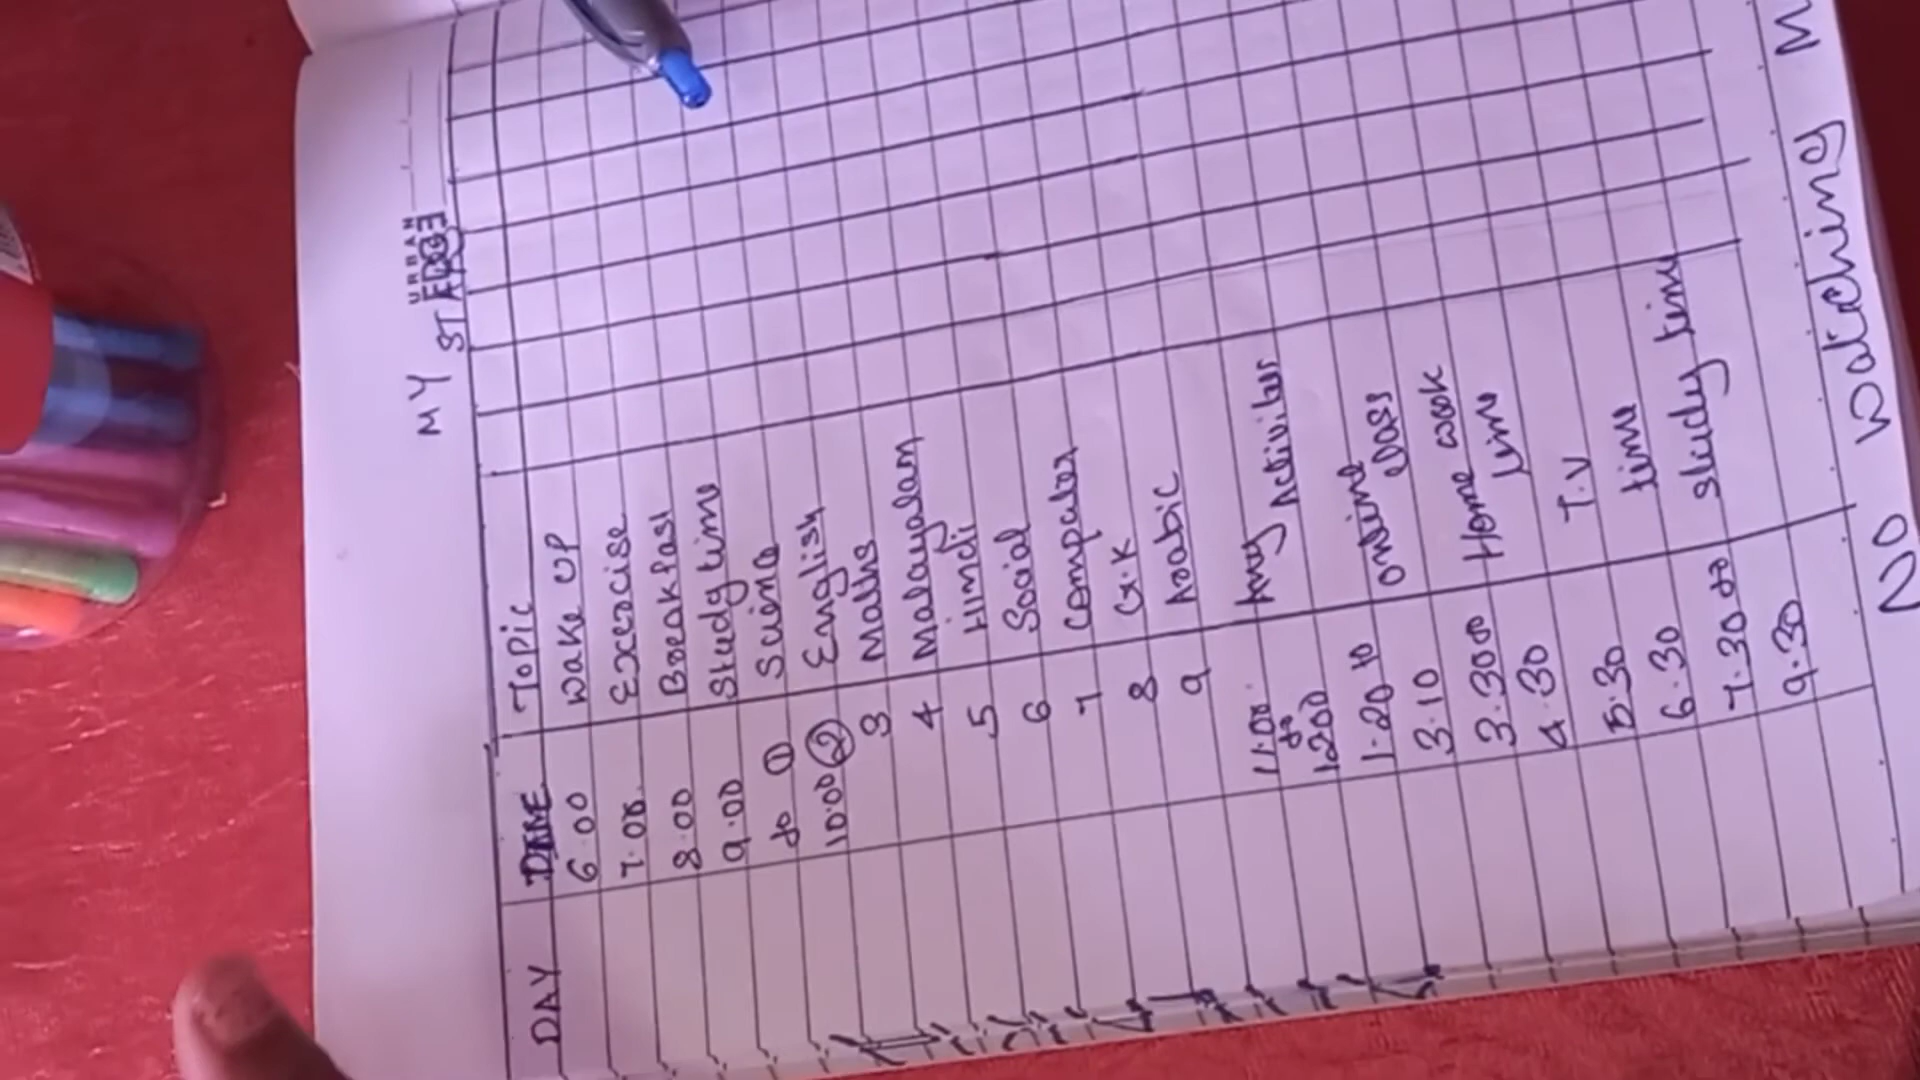 MY
URBAN
EDGE
ST
DAY TIME TOPIC
6.00 Wake UP
7.00. Excercise
8.00 Breakfast
9.00 Study time
to ① Science
10.00 ② English
3 Maths
4 Malayalam
5 Hindi
6 Social
7 Computer
8 G.K
9 Arabic
11.00 Any
to Activities
12.00
1.20 to Online
3.10 class
3.30 to Home work
4.30 time
5.30 T.V
6.30 time
7.30 to study time
9.30
No watching M